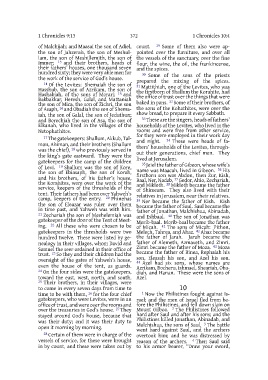 1 Chronicles 9:13 372 1 Chronicles 10:4
of Malchijah; and Maasai the son of Adiel,
the son of Jahzerah, the son of Meshul-
lam, the son of Meshillemith, the son of
Immer; 13 and their brothers, heads of
their fathers' houses, one thousand seven
hundred sixty; they were very able men for
the work of the service of God's house.
14 Of the Levites: Shemaiah the son of
Hasshub, the son of Azrikam, the son of
Hashabiah, of the sons of Merari; 15 and
Bakbakkar, Heresh, Galal, and Mattaniah
the son of Mica, the son of Zichri, the son
of Asaph, 16 and Obadiah the son of Shemai-
ah, the son of Galal, the son of Jeduthun;
and Berechiah the son of Asa, the son of
Elkanah, who lived in the villages of the
Netophathites.
17 The gatekeepers: Shallum, Akkub, Tal-
mon, Ahiman, and their brothers (Shallum
was the chief), 18 who previously served in
the king's gate eastward. They were the
gatekeepers for the camp of the children
of Levi. 19 Shallum was the son of Kore,
the son of Ebiasaph, the son of Korah,
and his brothers, of his father's house,
the Korahites, were over the work of the
service, keepers of the thresholds of the
tent. Their fathers had been over Yahweh's
camp, keepers of the entry. 20 Phinehas
the son of Eleazar was ruler over them
in time past, and Yahweh was with him.
21 Zechariah the son of Meshelemiah was
gatekeeper of the door of the Tent of Meet-
ing. 22 All these who were chosen to be
gatekeepers in the thresholds were two
hundred twelve. These were listed by gene-
alogy in their villages, whom David and
Samuel the seer ordained in their office of
trust. 23 So they and their children had the
oversight of the gates of Yahweh's house,
even the house of the tent, as guards.
24 On the four sides were the gatekeepers,
toward the east, west, north, and south.
25 Their brothers, in their villages, were
to come in every seven days from time to
time to be with them, 26 for the four chief
gatekeepers, who were Levites, were in an
office of trust, and were over the rooms and
over the treasuries in God's house. 27 They
stayed around God's house, because that
was their duty; and it was their duty to
open it morning by morning.
28 Certain of them were in charge of the
vessels of service, for these were brought
in by count, and these were taken out by
count. 29 Some of them also were ap-
pointed over the furniture, and over all
the vessels of the sanctuary, over the fine
flour, the wine, the oil, the frankincense,
and the spices.
30 Some of the sons of the priests
prepared the mixing of the spices.
31 Mattithiah, one of the Levites, who was
the firstborn of Shallum the Korahite, had
the office of trust over the things that were
baked in pans. 32 Some of their brothers, of
the sons of the Kohathites, were over the
show bread, to prepare it every Sabbath.
33 These are the singers, heads of fathers'
households of the Levites, who lived in the
rooms and were free from other service,
for they were employed in their work day
and night. 34 These were heads of fa-
thers' households of the Levites, through-
out their generations, chief men. They
lived at Jerusalem.
35 Jeiel the father of Gibeon, whose wife's
name was Maacah, lived in Gibeon. 36 His
firstborn son was Abdon, then Zur, Kish,
Baal, Ner, Nadab, 37 Gedor, Ahio, Zechariah,
and Mikloth. 38 Mikloth became the father
of Shimeam. They also lived with their
relatives in Jerusalem, near their relatives.
39 Ner became the father of Kish. Kish
became the father of Saul. Saul became the
father of Jonathan, Malchishua, Abinadab,
and Eshbaal. 40 The son of Jonathan was
Merib-baal. Merib-baal became the father
of Micah. 41 The sons of Micah: Pithon,
Melech, Tahrea, and Ahaz. 42 Ahaz became
the father of Jarah. Jarah became the
father of Alemeth, Azmaveth, and Zimri.
Zimri became the father of Moza. 43 Moza
became the father of Binea, Rephaiah his
son, Eleasah his son, and Azel his son.
44 Azel had six sons, whose names are
Azrikam, Bocheru, Ishmael, Sheariah, Oba-
diah, and Hanan. These were the sons of
Azel.
10
1 Now the Philistines fought against Is-
rael; and the men of Israel fled from be-
fore the Philistines, and fell down slain on
Mount Gilboa. 2 The Philistines followed
hard after Saul and after his sons; and the
Philistines killed Jonathan, Abinadab, and
Malchishua, the sons of Saul. 3 The battle
went hard against Saul, and the archers
overtook him; and he was distressed by
reason of the archers. 4 Then Saul said
to his armor bearer, "Draw your sword,